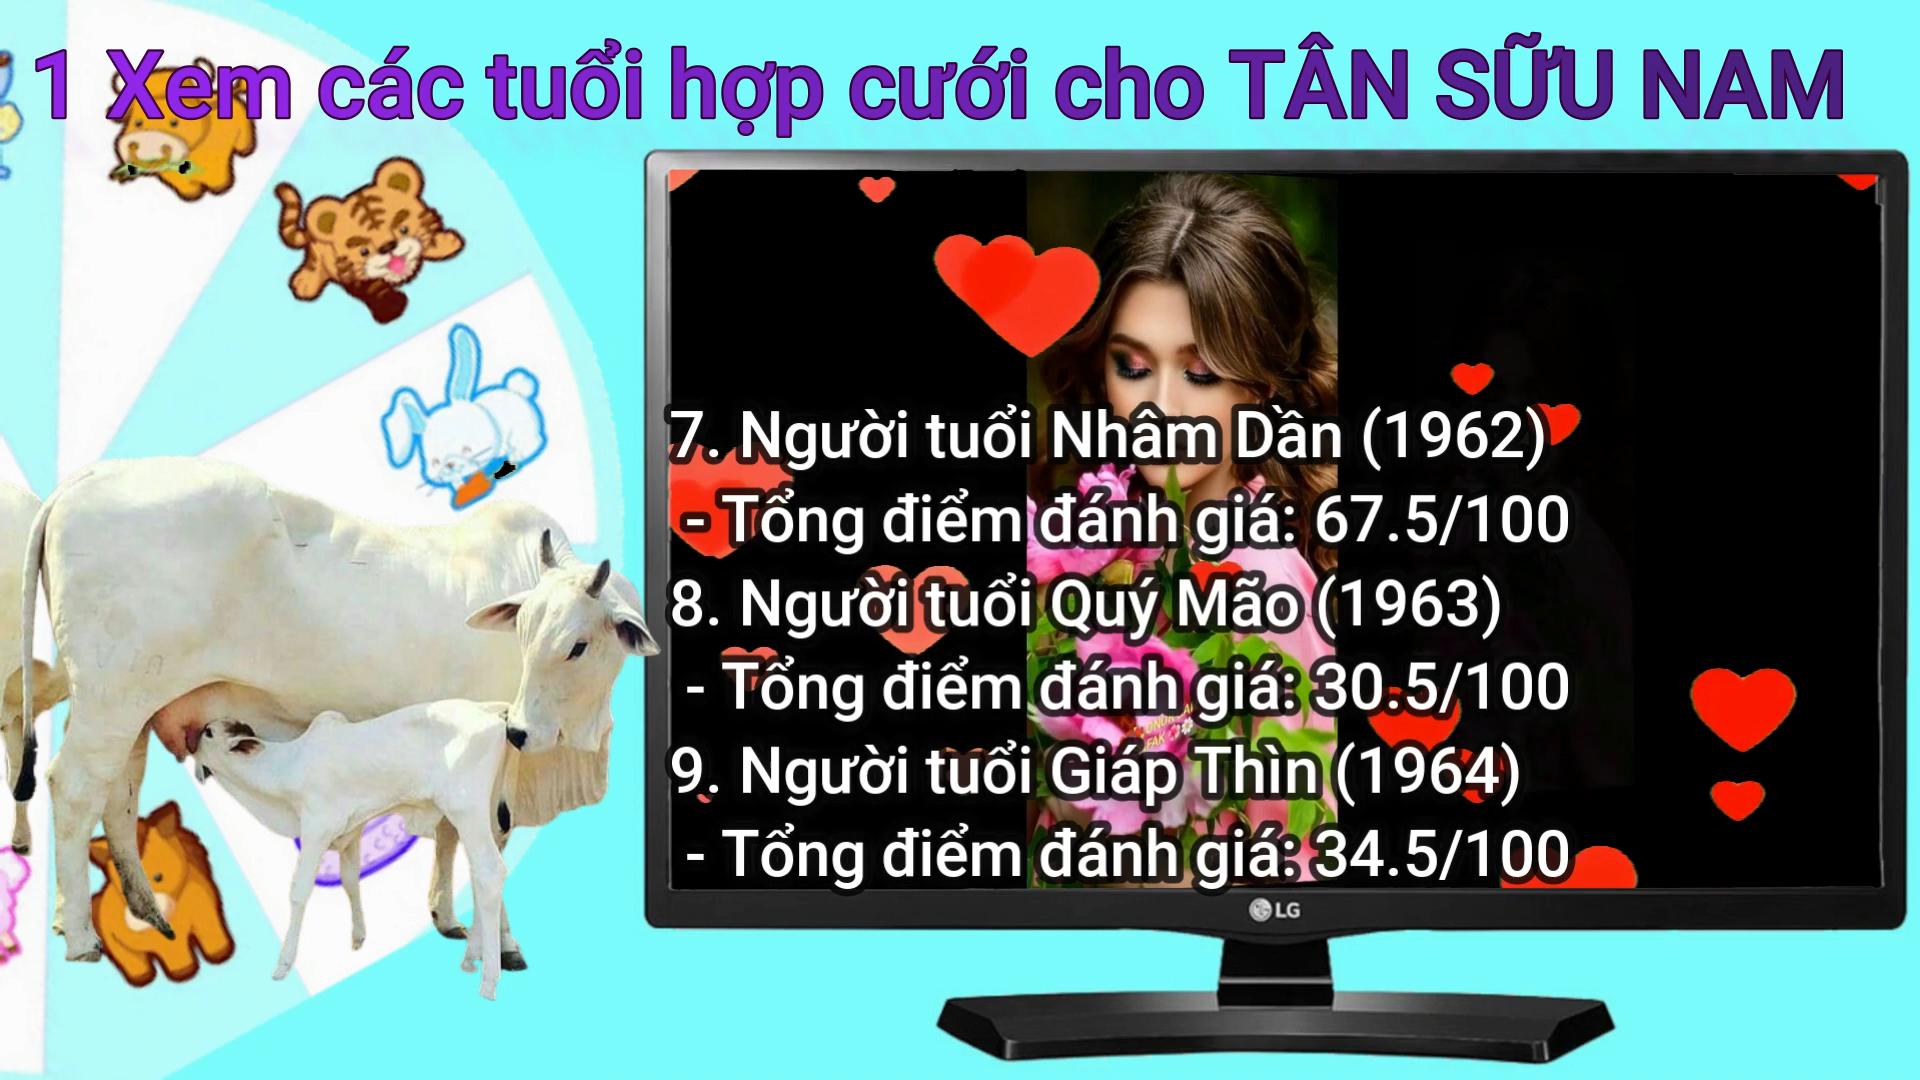 1 Xem các tuổi hợp cưới cho TÂN SỮU NAM
7. Người tuổi Nhâm Dần (1962)
- Tổng điểm đánh giá: 67.5/100
8. Người tuổi Quý Mão (1963)
- Tổng điểm đánh giá: 30.5/100
9. Người tuổi Giáp Thìn (1964)
- Tổng điểm đánh giá: 34.5/100
LG